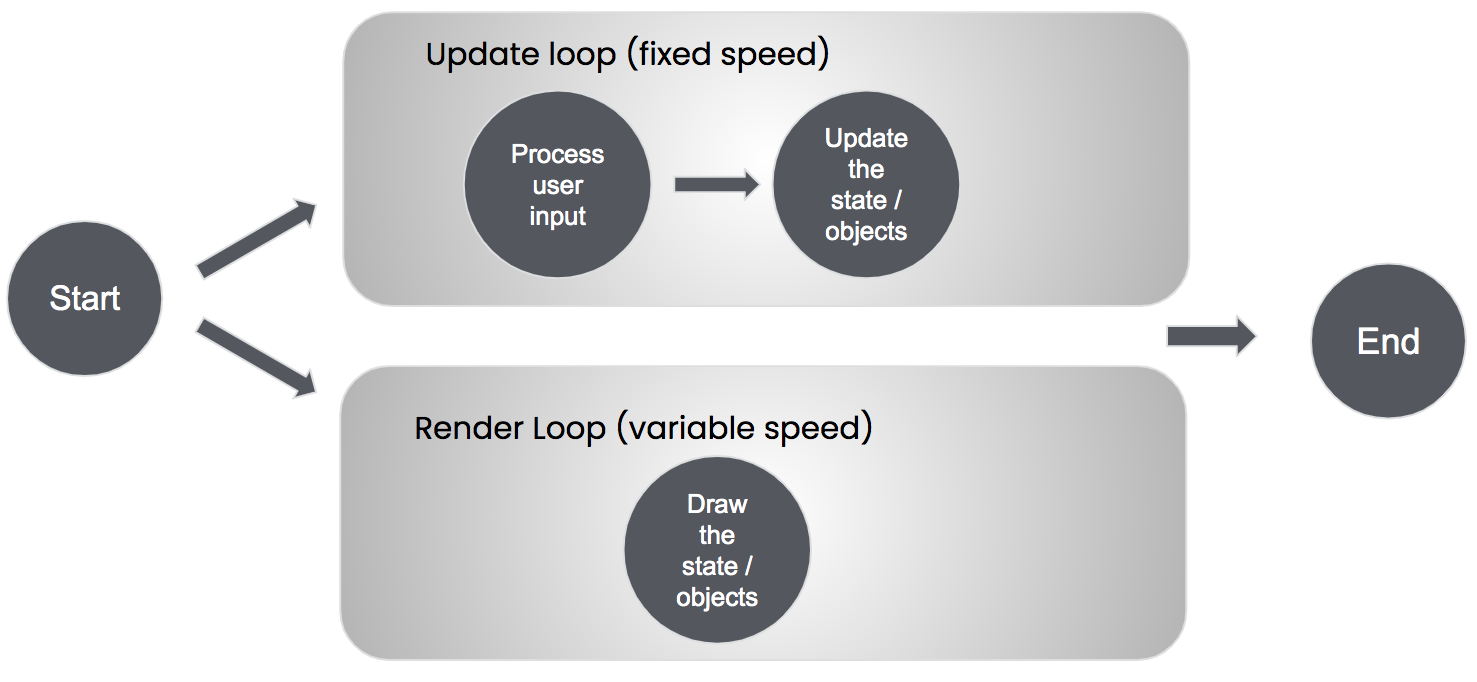 Update loop (fixed speed)
Process
user
input
Update
the
state /
objects
Start
End
Render Loop (variable speed)
Draw
the
state /
objects